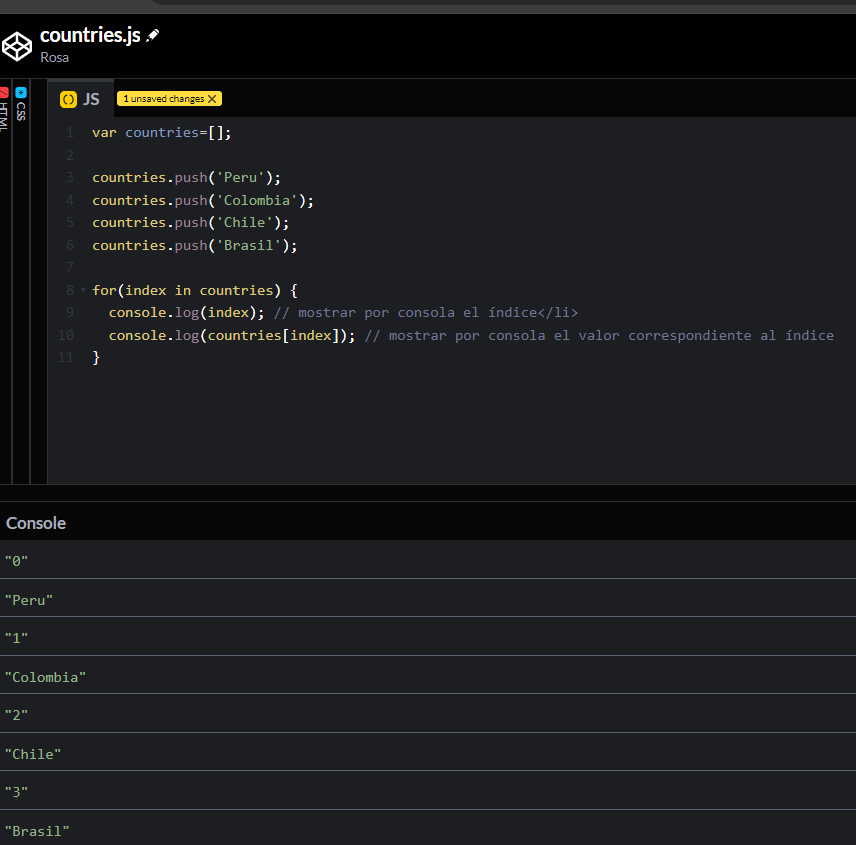 countries.js
Rosa
HTML
CSS
JS
1 unsaved changes X
1 var countries=[];
2
3 countries.push('Peru');
4 countries.push('Colombia');
5 countries.push('Chile');
6 countries.push('Brasil');
7
8 for(index in countries) {
9   console.log(index); // mostrar por consola el índice</li>
10   console.log(countries[index]); // mostrar por consola el valor correspondiente al índice
11 }
Console
"0"
"Peru"
"1"
"Colombia"
"2"
"Chile"
"3"
"Brasil"